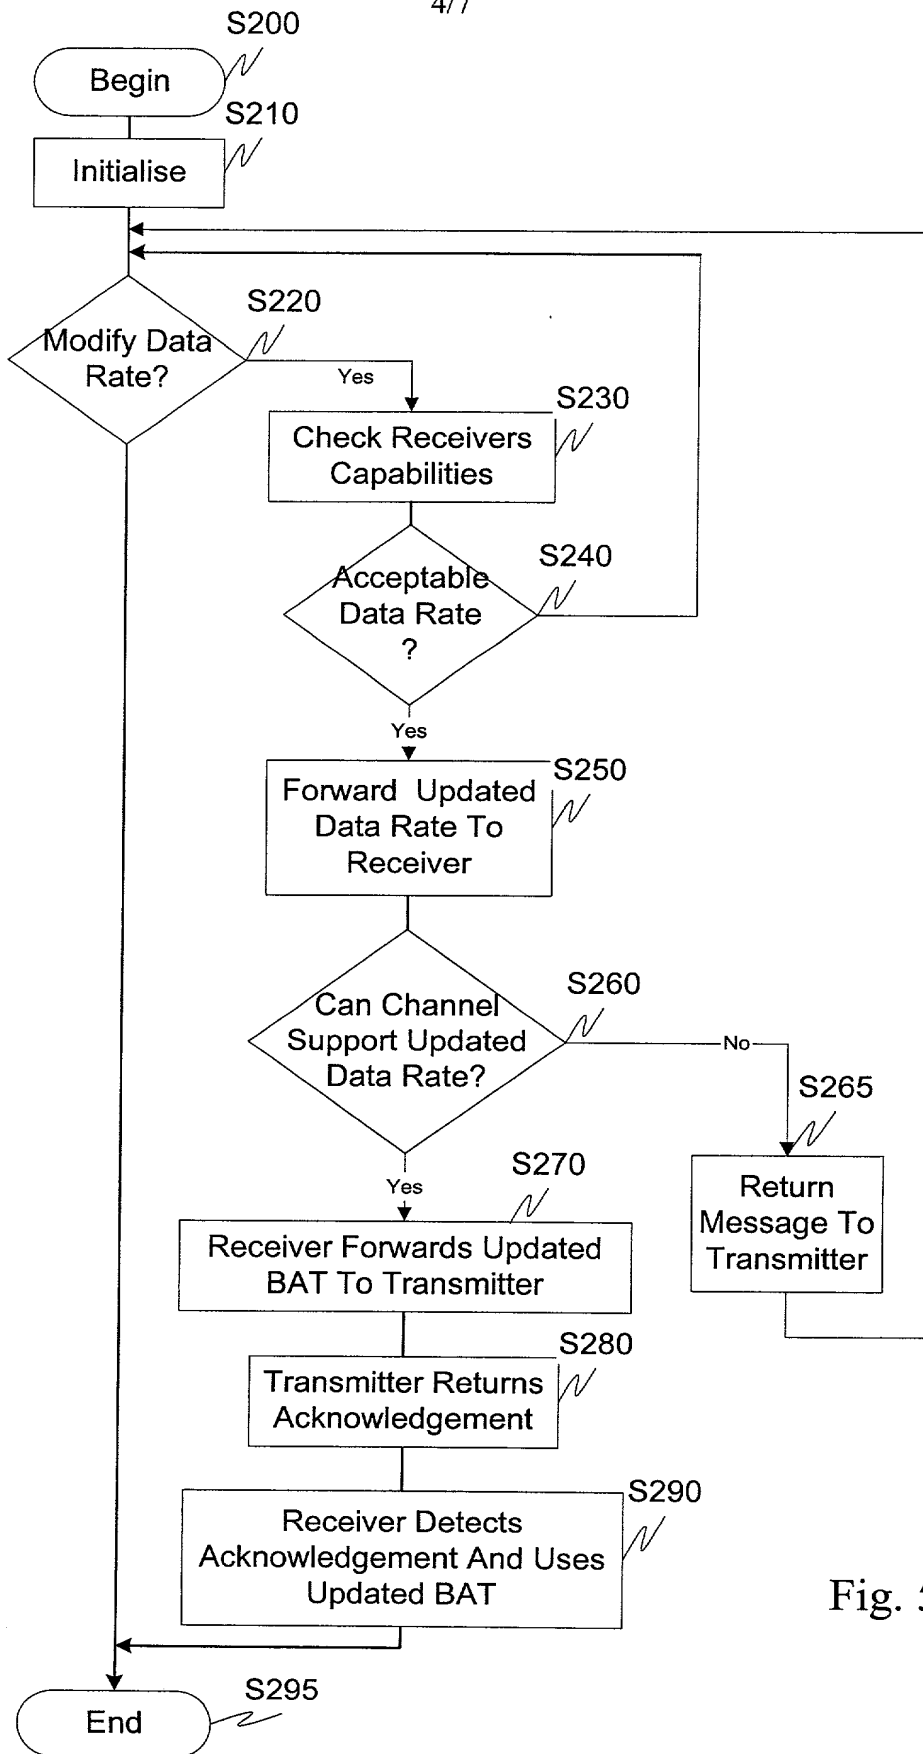 4/7
S200
Begin
S210
Initialise
S220
Modify Data
Rate?
Yes
S230
Check Receivers
Capabilities
S240
Acceptable
Data Rate
?
Yes
S250
Forward Updated
Data Rate To
Receiver
S260
Can Channel
Support Updated
Data Rate?
No
S265
Return
Message To
Transmitter
Yes
S270
Receiver Forwards Updated
BAT To Transmitter
S280
Transmitter Returns
Acknowledgement
S290
Receiver Detects
Acknowledgement And Uses
Updated BAT
Fig.
S295
End